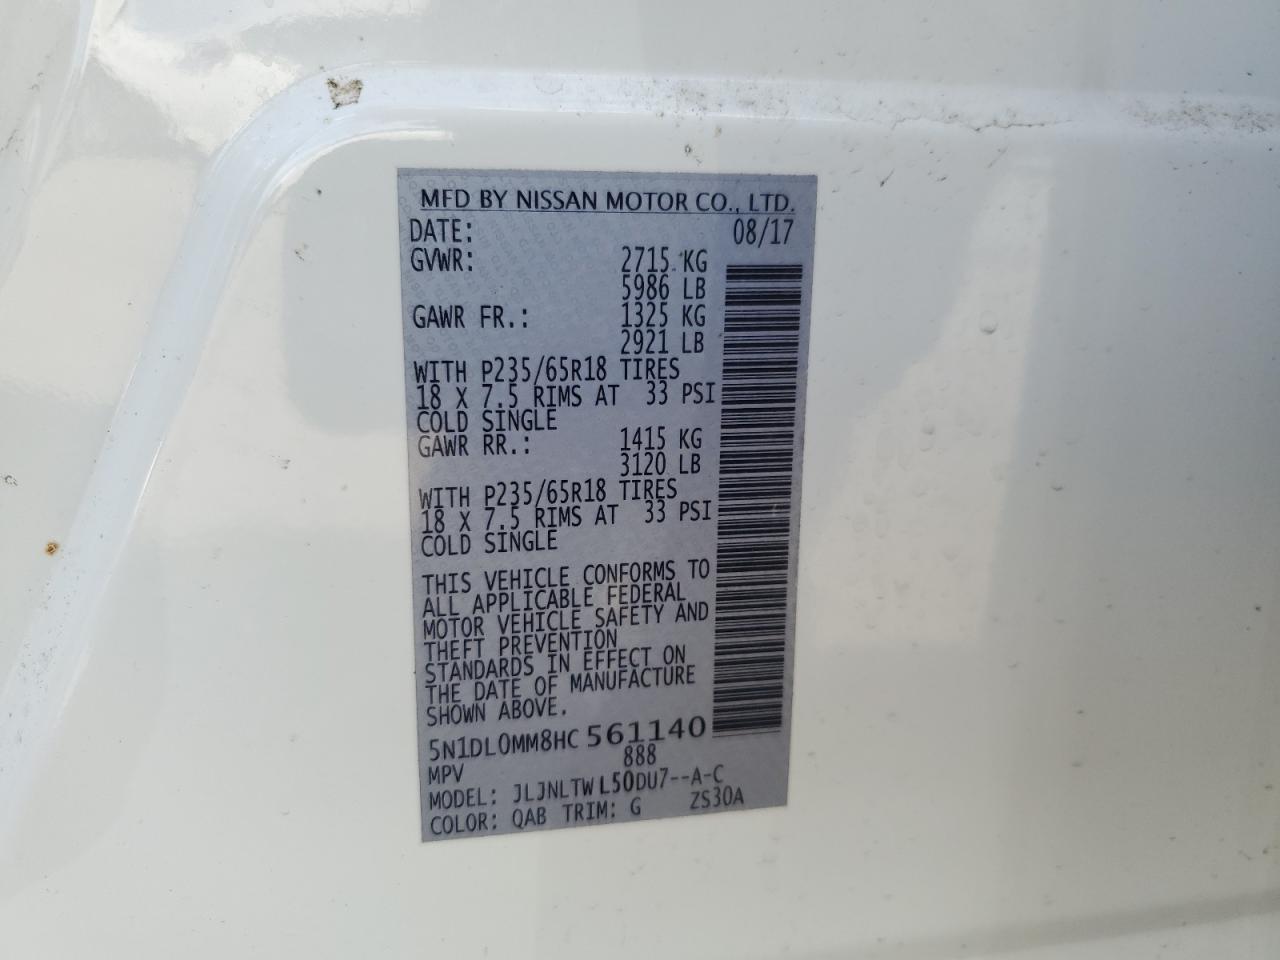 MFD BY NISSAN MOTOR CO., LTD.
DATE: 08/17
GVWR: 2715 KG
5986 LB
GAWR FR.: 1325 KG
2921 LB
WITH P235/65R18 TIRES
18 X 7.5 RIMS AT 33 PSI
COLD SINGLE
GAWR RR.: 1415 KG
3120 LB
WITH P235/65R18 TIRES
18 X 7.5 RIMS AT 33 PSI
COLD SINGLE
THIS VEHICLE CONFORMS TO
ALL APPLICABLE FEDERAL
MOTOR VEHICLE SAFETY AND
THEFT PREVENTION
STANDARDS IN EFFECT ON
THE DATE OF MANUFACTURE
SHOWN ABOVE.
5N1DL0MM8HC 561140
888
MPV
MODEL: JLJNLTW L50DU7--A-C
COLOR: QAB TRIM: G ZS30A